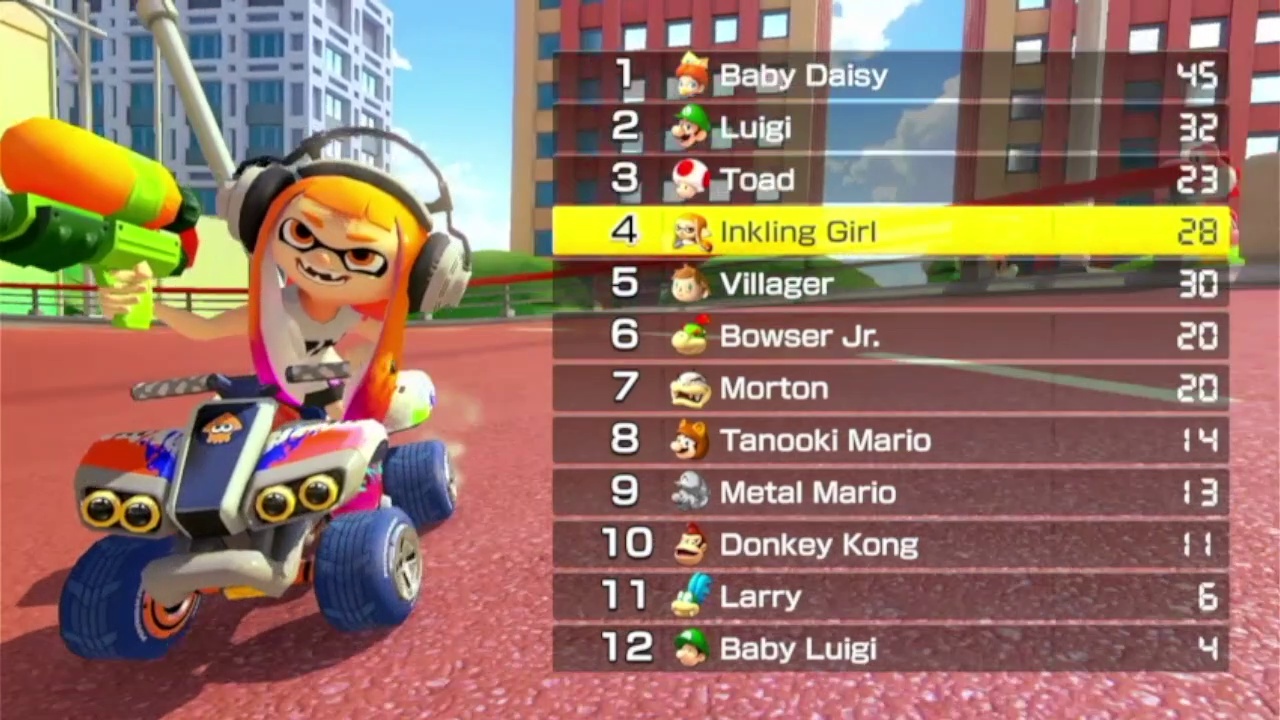 1 Baby Daisy 45
2 Luigi 32
3 Toad 23
4 Inkling Girl 28
5 Villager 30
6 Bowser Jr. 20
7 Morton 20
8 Tanooki Mario 14
9 Metal Mario 13
10 Donkey Kong 11
11 Larry 6
12 Baby Luigi 4